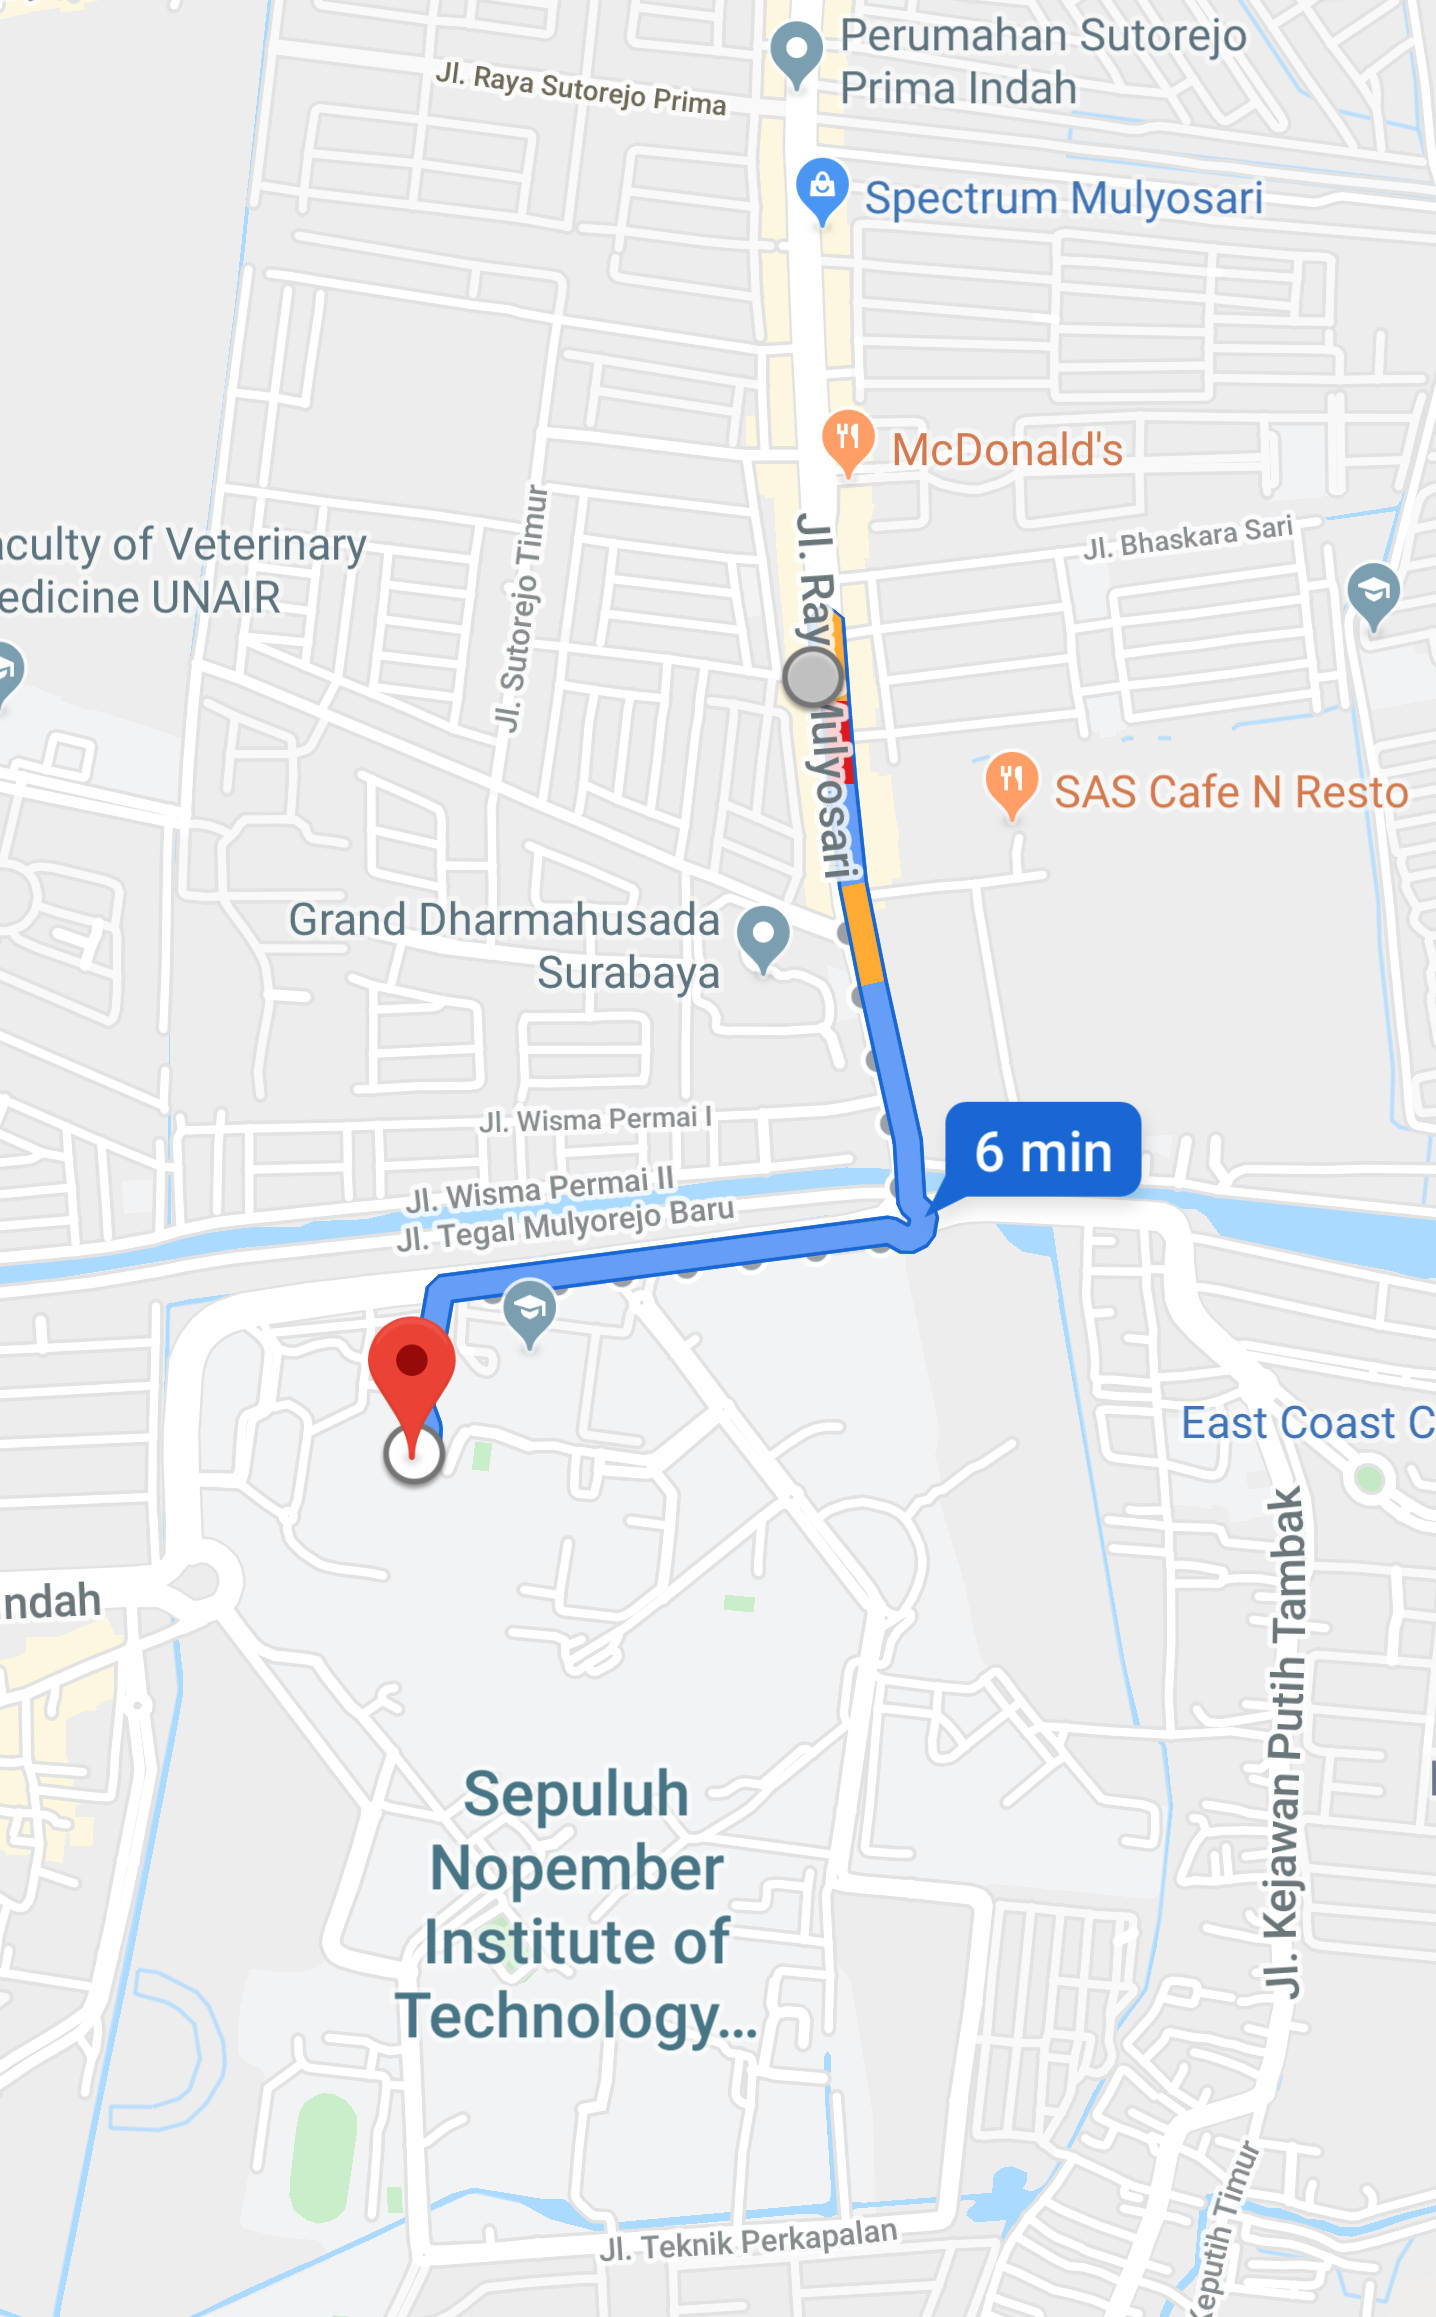 Perumahan Sutorejo
Prima Indah
Jl. Raya Sutorejo Prima
Spectrum Mulyosari
McDonald's
Jl. Bhaskara Sari
aculty of Veterinary
edicine UNAIR
Jl. Sutorejo Timur
Jl. Ray Mulyosari
SAS Cafe N Resto
Grand Dharmahusada
Surabaya
Jl. Wisma Permai I
6 min
Jl. Wisma Permai II
Jl. Tegal Mulyorejo Baru
East Coast C
ndah
Jl. Kejawan Putih Tambak
Sepuluh
Nopember
Institute of
Technology...
Jl. Teknik Perkapalan
Keputih Timur